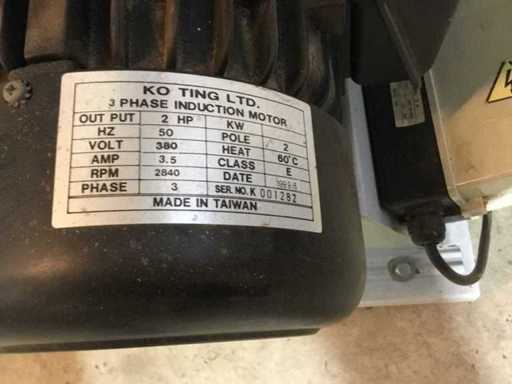 KO TING LTD.
3 PHASE INDUCTION MOTOR
OUT PUT 2 HP KW
HZ 50 POLE 2
VOLT 380 HEAT 60°C
AMP 3.5 CLASS E
RPM 2840 DATE
PHASE 3 SER. NO. K 001282
MADE IN TAIWAN